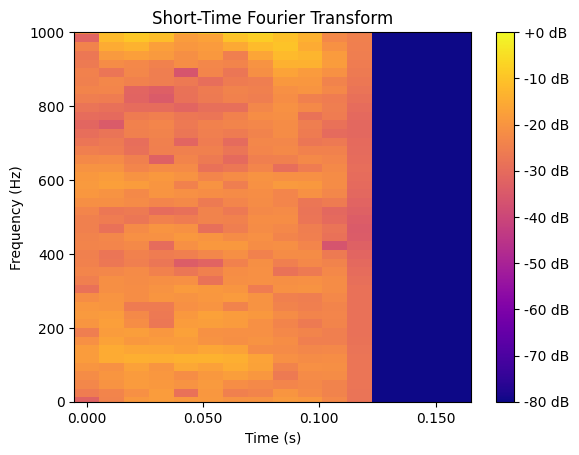 Short-Time Fourier Transform
1000
800
600
400
200
0
Frequency (Hz)
0.000
0.050
0.100
0.150
Time (s)
+0 dB
-10 dB
-20 dB
-30 dB
-40 dB
-50 dB
-60 dB
-70 dB
-80 dB